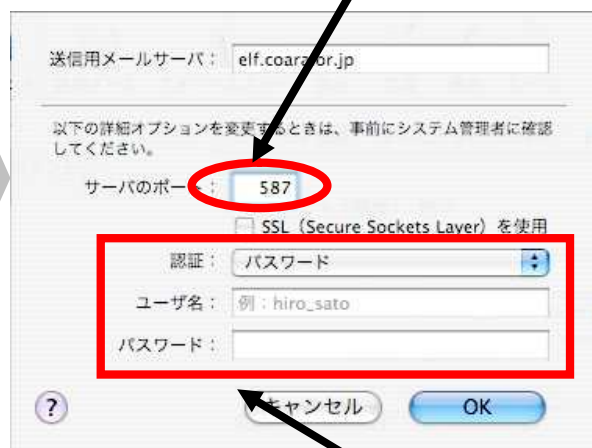 送信用メールサーバ： elf.coara.or.jp
以下の詳細オプションを変更するときは、事前にシステム管理者に確認
してください。
サーバのポート： 587
SSL（Secure Sockets Layer）を使用
認証： パスワード
ユーザ名： 例：hiro_sato
パスワード：
? キャンセル OK